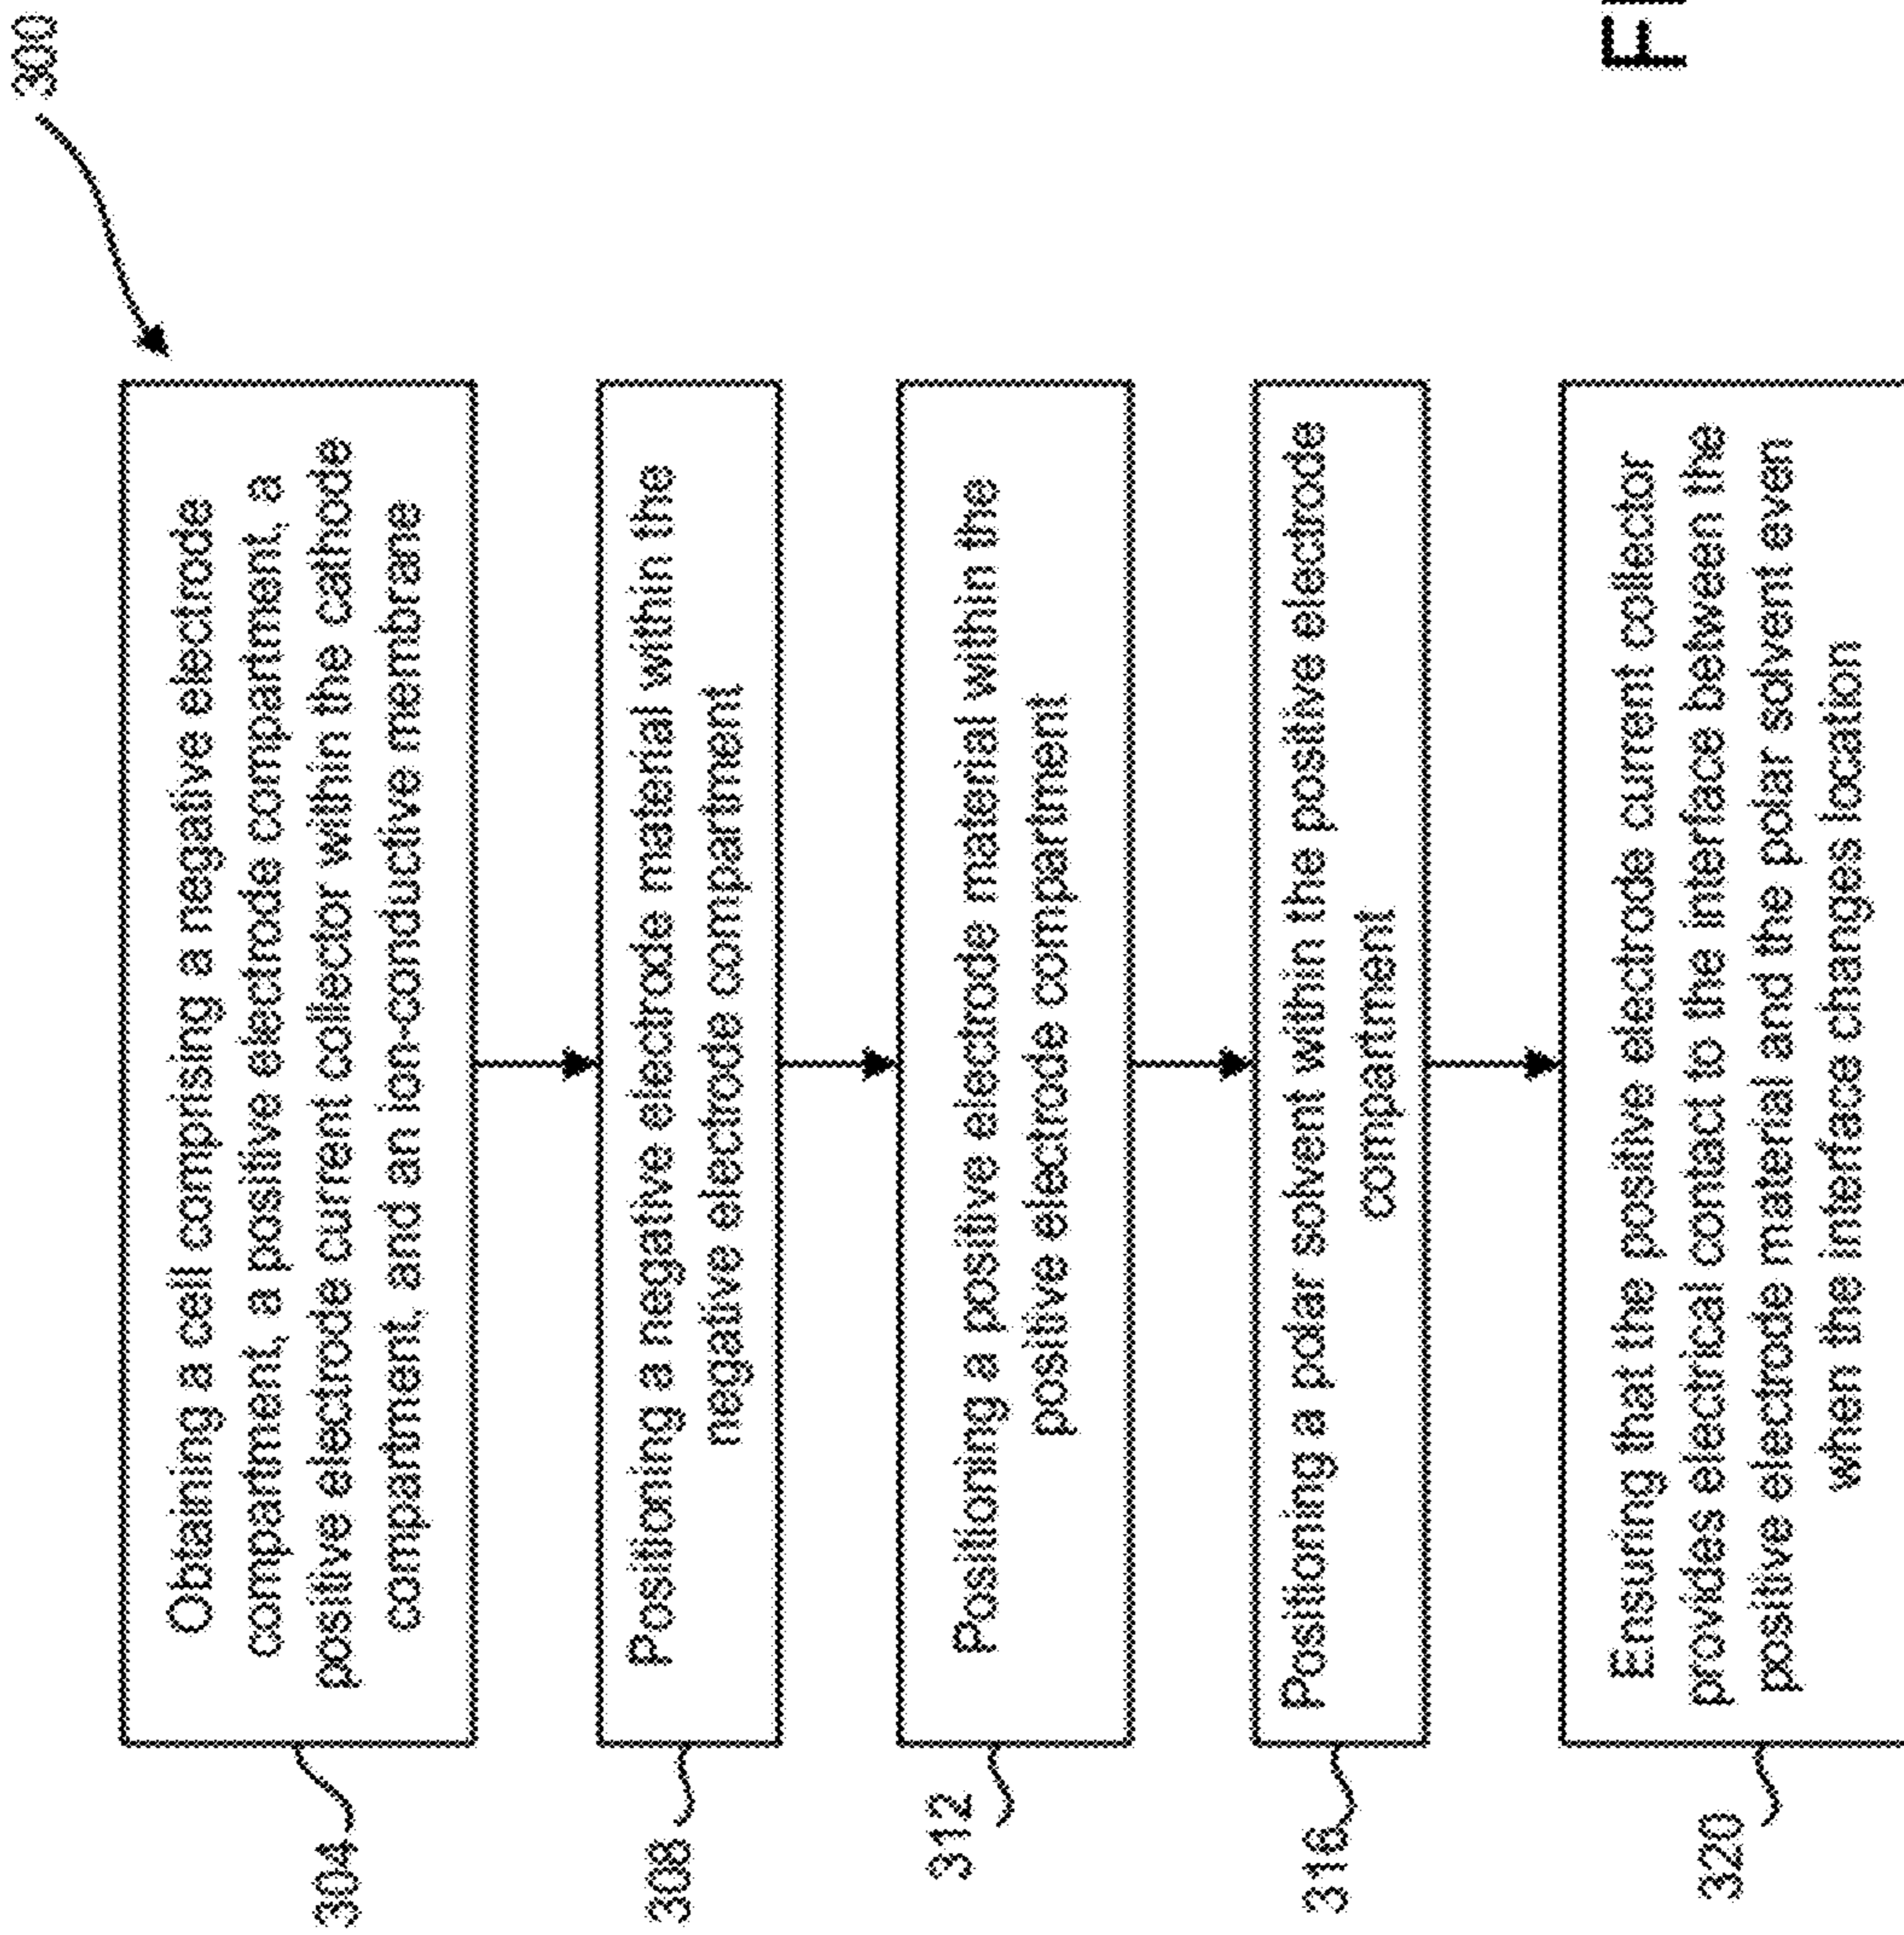 300
304
Obtaining a cell comprising a negative electrode
compartment, a positive electrode compartment, a
positive electrode current collector within the cathode
compartment, and an ion-conductive membrane
308
Positioning a negative electrode material within the
negative electrode compartment
312
Positioning a positive electrode material within the
positive electrode compartment
316
Positioning a polar solvent within the positive electrode
compartment
320
Ensuring that the positive electrode current collector
provides electrical contact to the interface between the
positive electrode material and the polar solvent even
when the interface changes location